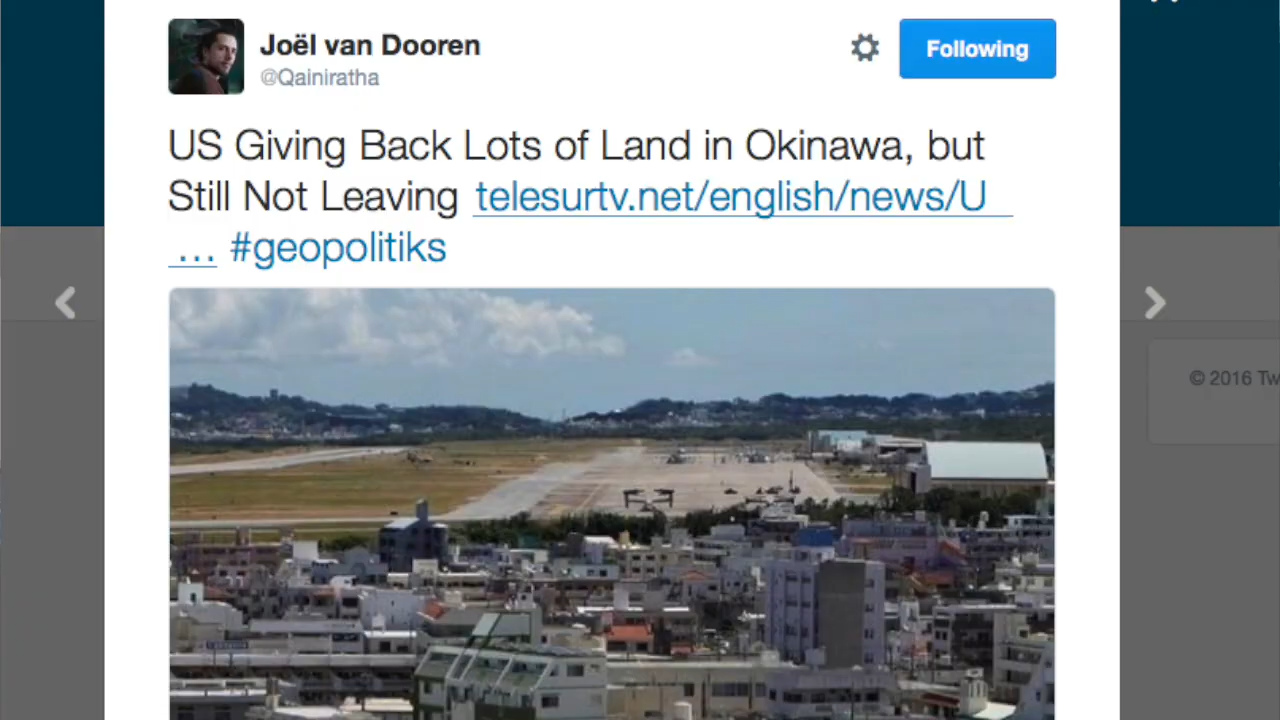 Joël van Dooren
@Qainiratha
Following
US Giving Back Lots of Land in Okinawa, but
Still Not Leaving telesurtv.net/english/news/U
… #geopolitiks
© 2016 Tw